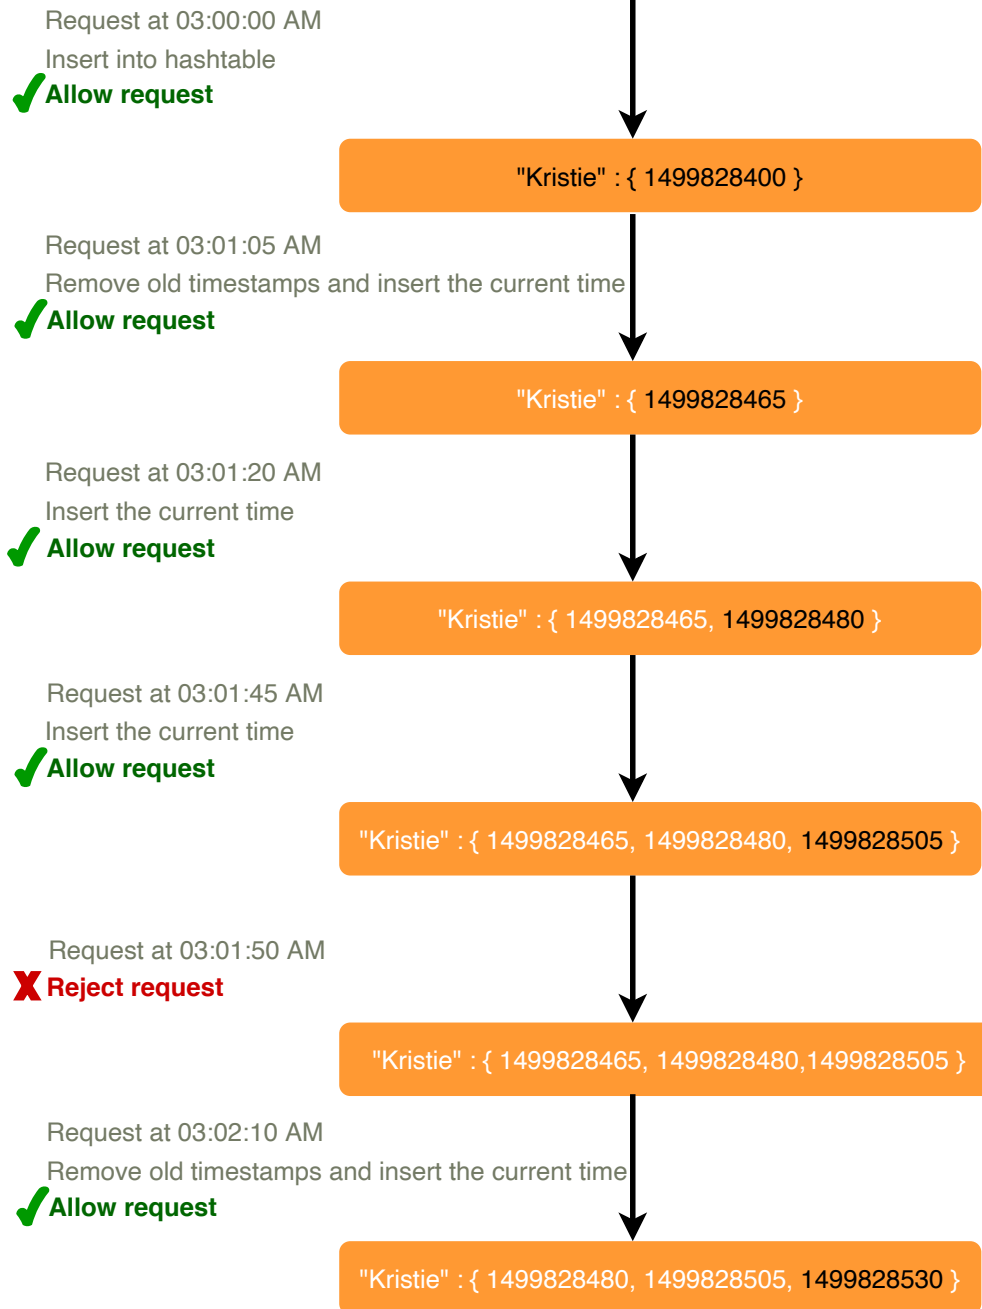 Request at 03:00:00 AM
Insert into hashtable
Allow request
"Kristie" : { 1499828400 }
Request at 03:01:05 AM
Remove old timestamps and insert the current time
Allow request
"Kristie" : { 1499828465 }
Request at 03:01:20 AM
Insert the current time
Allow request
"Kristie" : { 1499828465, 1499828480 }
Request at 03:01:45 AM
Insert the current time
Allow request
"Kristie" : { 1499828465, 1499828480, 1499828505 }
Request at 03:01:50 AM
Reject request
"Kristie" : { 1499828465, 1499828480,1499828505 }
Request at 03:02:10 AM
Remove old timestamps and insert the current time
Allow request
"Kristie" : { 1499828480, 1499828505, 1499828530 }